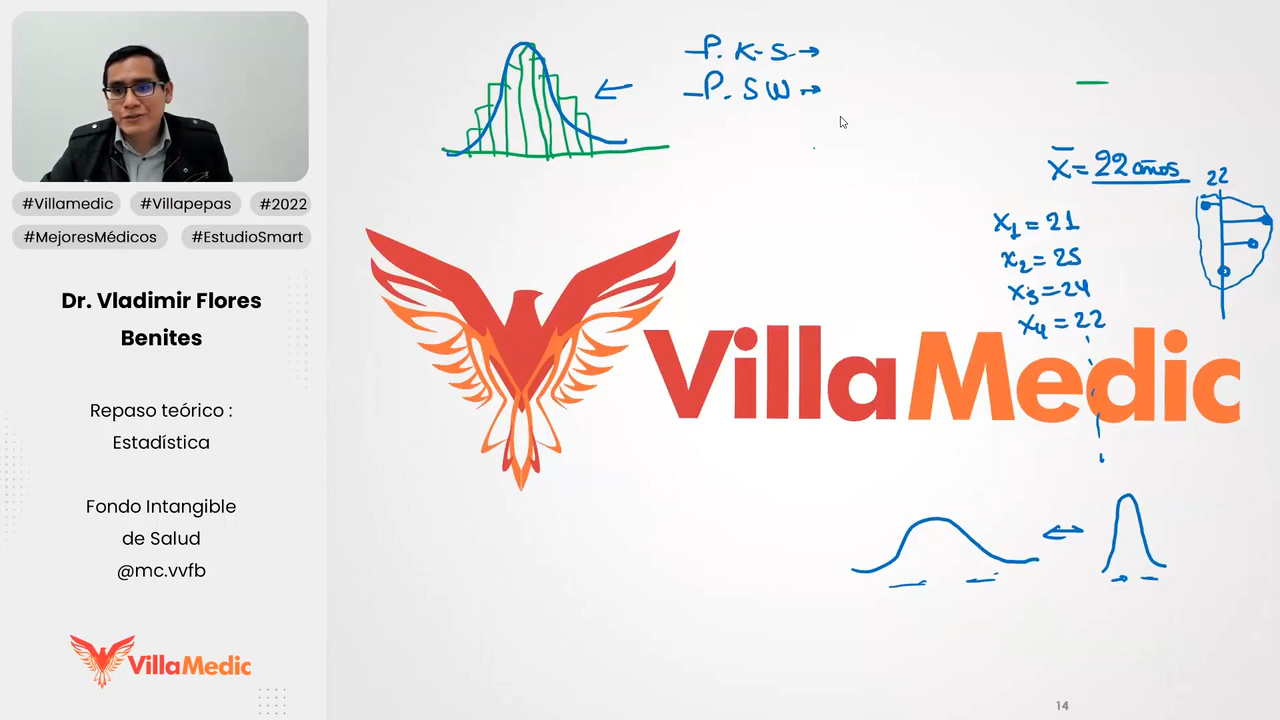 #Villamedic #Villapepas #2022
#MejoresMédicos #EstudioSmart
Dr. Vladimir Flores
Benites
Repaso teórico :
Estadística
Fondo Intangible
de Salud
@mc.vvfb
VillaMedic
-P. K-S→
-P. SW→
x̄ = 22 años
22
x₁ = 21
x₂ = 25
x₃ = 24
x₄ = 22
VillaMedic
14